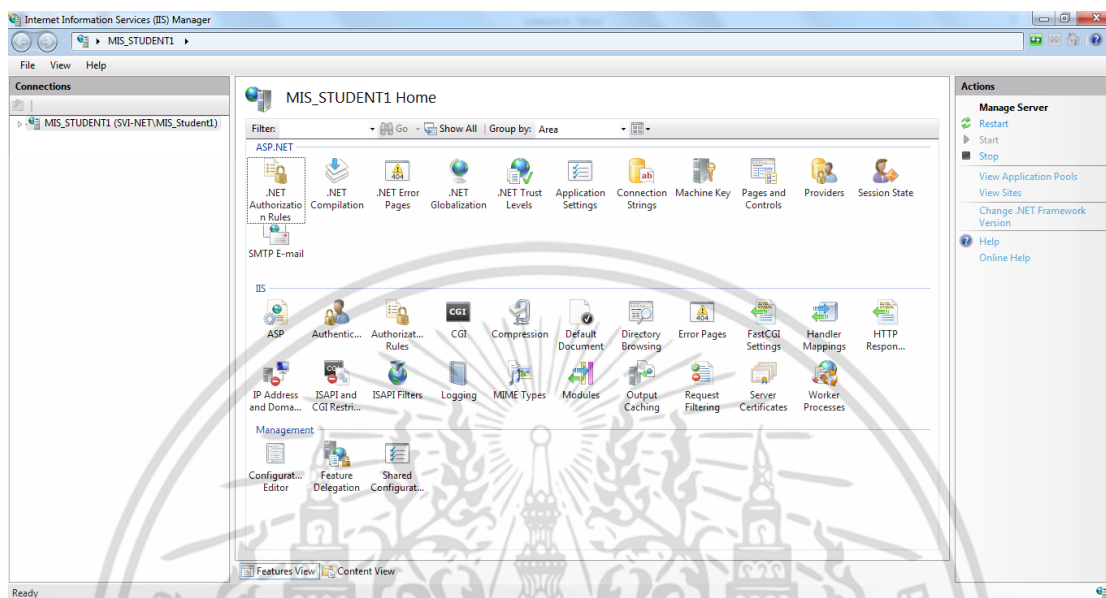 Internet Information Services (IIS) Manager
MIS_STUDENT1
File View Help
Connections
MIS_STUDENT1 (SVI-NET\MIS_Student1)
MIS_STUDENT1 Home
Filter: Go Show All Group by: Area
ASP.NET
.NET Authorizatio n Rules
.NET Compilation
.NET Error Pages
.NET Globalization
.NET Trust Levels
Application Settings
Connection Strings
Machine Key
Pages and Controls
Providers
Session State
SMTP E-mail
IIS
ASP
Authentic...
Authorizat... Rules
CGI
Compression
Default Document
Directory Browsing
Error Pages
FastCGI Settings
Handler Mappings
HTTP Respon...
IP Address and Doma...
ISAPI and CGI Restri...
ISAPI Filters
Logging
MIME Types
Modules
Output Caching
Request Filtering
Server Certificates
Worker Processes
Management
Configurat... Editor
Feature Delegation
Shared Configurat...
Features View Content View
Ready
Actions
Manage Server
Restart
Start
Stop
View Application Pools
View Sites
Change .NET Framework
Version
Help
Online Help